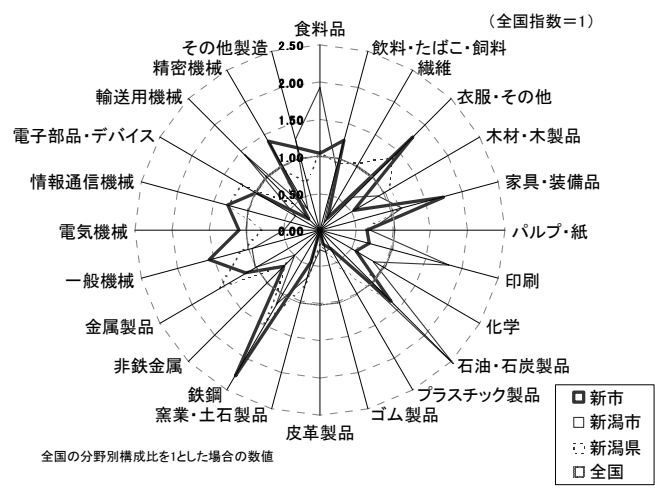 （全国指数＝1）
食料品
飲料・たばこ・飼料
繊維
衣服・その他
木材・木製品
家具・装備品
パルプ・紙
印刷
化学
石油・石炭製品
プラスチック製品
ゴム製品
皮革製品
窯業・土石製品
鉄鋼
非鉄金属
金属製品
一般機械
電気機械
情報通信機械
電子部品・デバイス
輸送用機械
精密機械
その他製造
2.50
2.00
1.50
1.00
0.50
0.00
新市
新潟市
新潟県
全国
全国の分野別構成比を1とした場合の数値